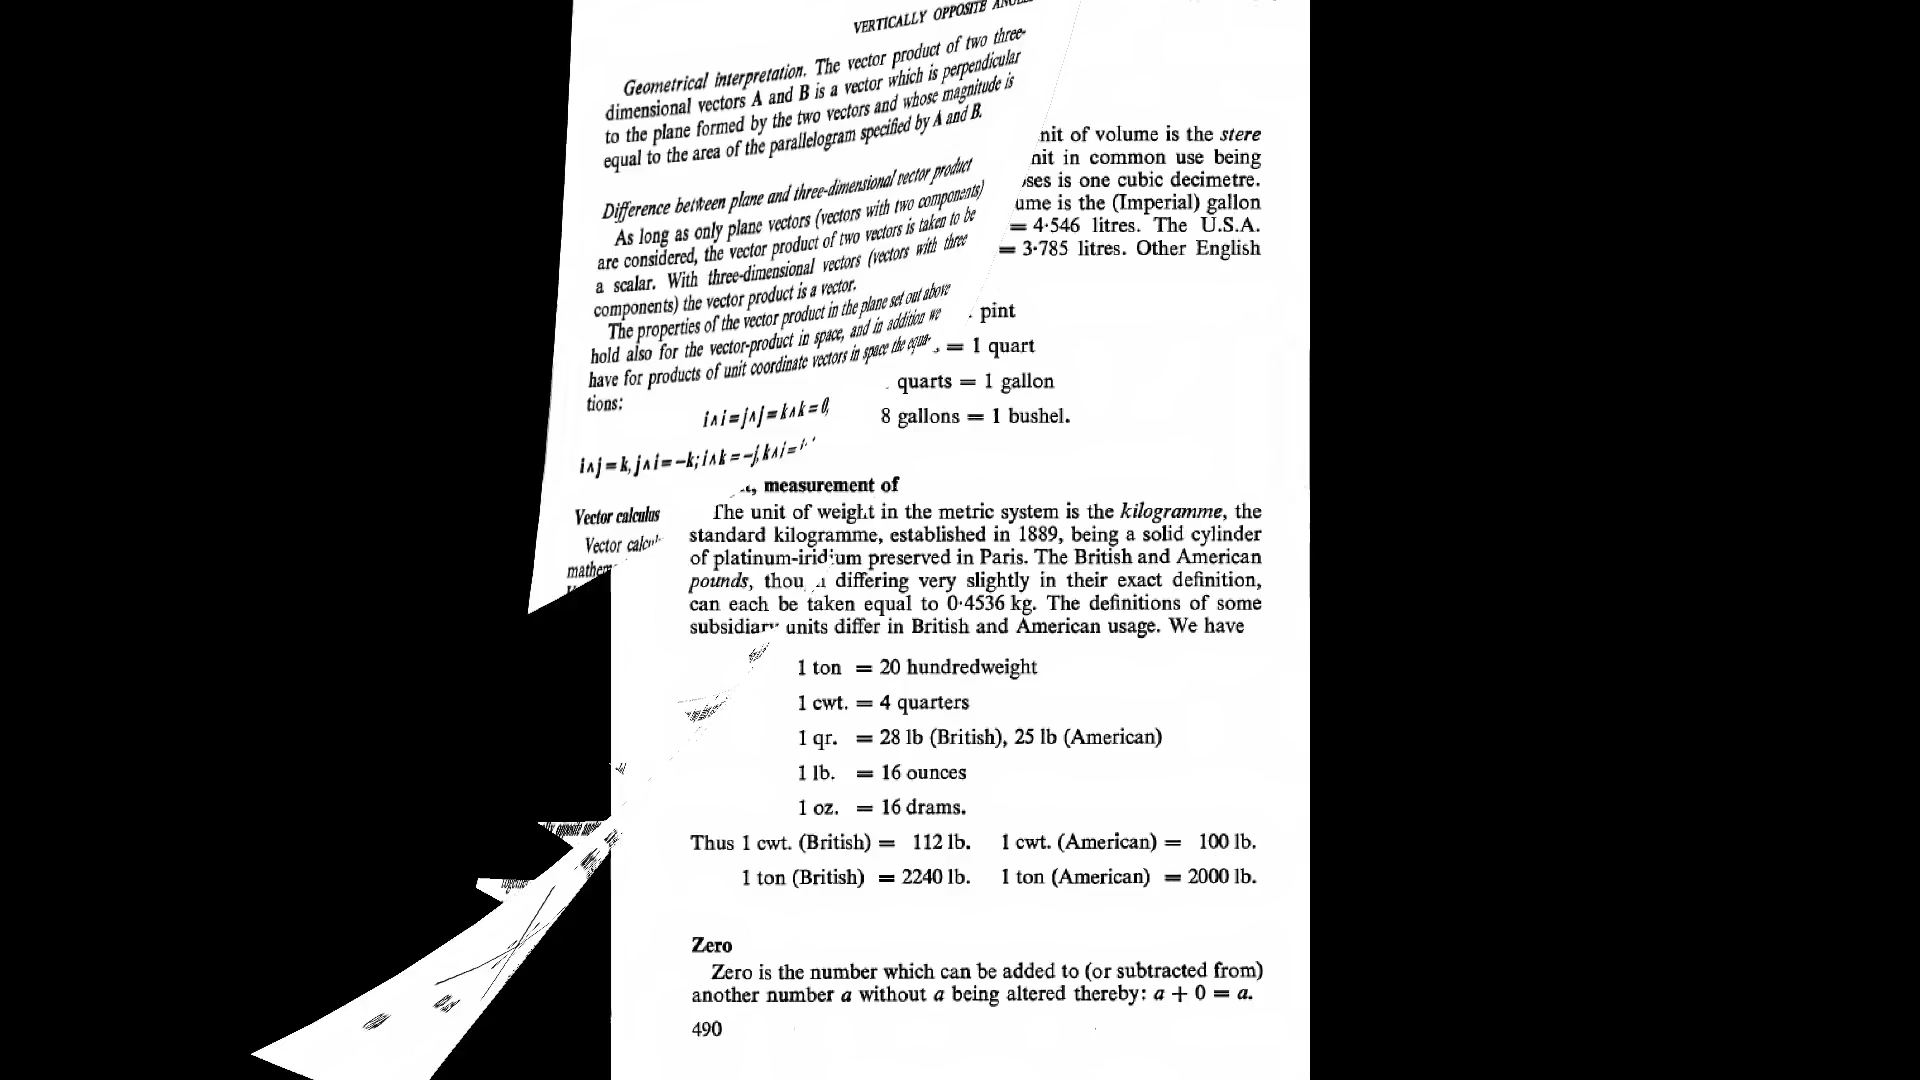 VERTICALLY OPPOSITE
Geometrical interpretation. The vector product of two three-
dimensional vectors A and B is a vector which is perpendicular
to the plane formed by the two vectors and whose magnitude is
equal to the area of the parallelogram specified by A and B.
Difference between plane and three-dimensional vector product
As long as only plane vectors (vectors with two components)
are considered, the vector product of two vectors is taken to be
a scalar. With three-dimensional vectors (vectors with three
components) the vector product is a vector.
The properties of the vector product in the plane set out above
hold also for the vector-product in space, and in addition we
have for products of unit coordinate vectors in space the equa-
tions:
i∧i=j∧j=k∧k=0,
i∧j=k, j∧i=−k; i∧k=−j, k∧i=
Vector calculus
Vector
of volume is the stere
in common use being
is one cubic decimetre.
is the (Imperial) gallon
= 4·546 litres. The U.S.A.
= 3·785 litres. Other English
pint
= 1 quart
quarts = 1 gallon
8 gallons = 1 bushel.
, measurement of
The unit of weight in the metric system is the kilogramme, the
standard kilogramme, established in 1889, being a solid cylinder
of platinum-iridium preserved in Paris. The British and American
pounds, differing very slightly in their exact definition,
can each be taken equal to 0·4536 kg. The definitions of some
subsidiary units differ in British and American usage. We have
1 ton = 20 hundredweight
1 cwt. = 4 quarters
1 qr. = 28 lb (British), 25 lb (American)
1 lb. = 16 ounces
1 oz. = 16 drams.
Thus 1 cwt. (British) = 112 lb. 1 cwt. (American) = 100 lb.
1 ton (British) = 2240 lb. 1 ton (American) = 2000 lb.
Zero
Zero is the number which can be added to (or subtracted from)
another number a without a being altered thereby: a + 0 = a.
490